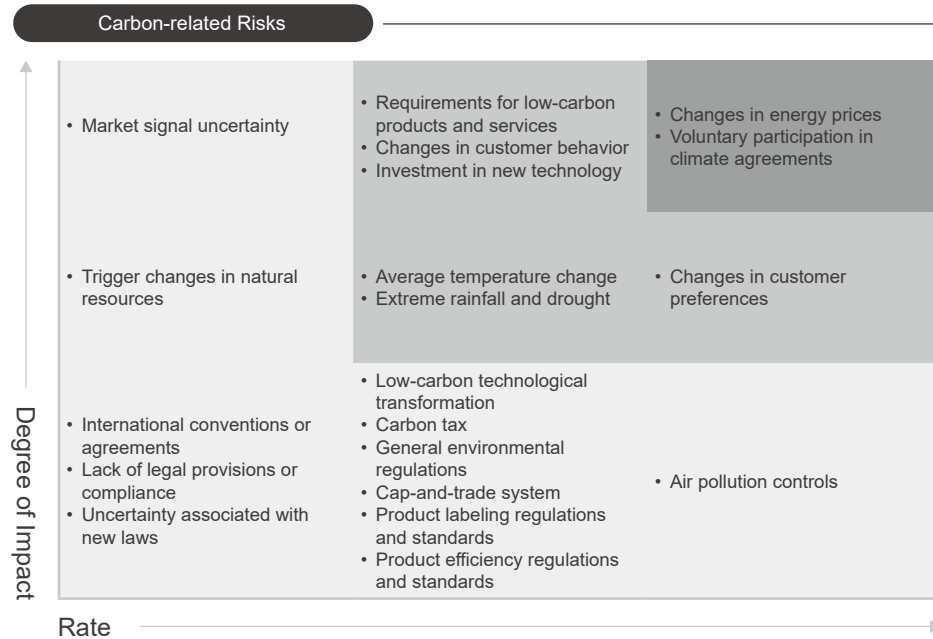 Carbon-related Risks
• Market signal uncertainty
• Requirements for low-carbon
products and services
• Changes in customer behavior
• Investment in new technology
• Changes in energy prices
• Voluntary participation in
climate agreements
• Trigger changes in natural
resources
• Average temperature change
• Extreme rainfall and drought
• Changes in customer
preferences
• International conventions or
agreements
• Lack of legal provisions or
compliance
• Uncertainty associated with
new laws
• Low-carbon technological
transformation
• Carbon tax
• General environmental
regulations
• Cap-and-trade system
• Product labeling regulations
and standards
• Product efficiency regulations
and standards
• Air pollution controls
Degree of Impact
Rate